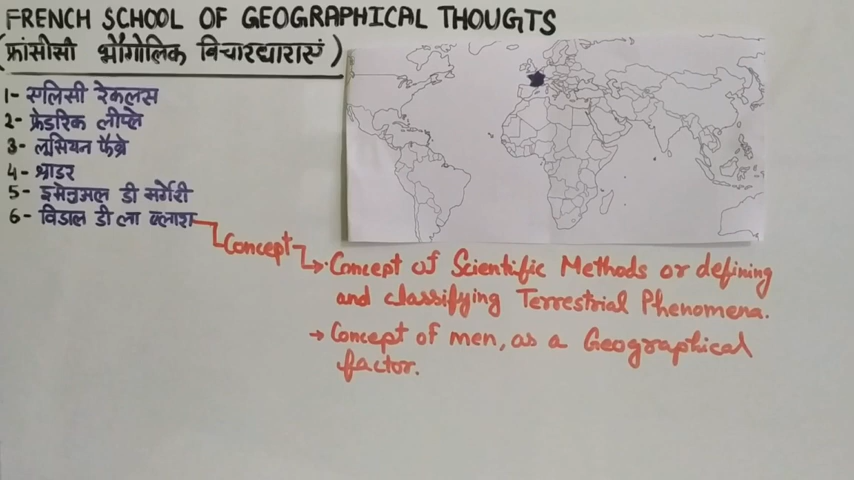 FRENCH SCHOOL OF GEOGRAPHICAL THOUGTS
(फ्रांसीसी भौगोलिक विचारधाराएं)
1- एलिसी रेकलस
2- फ्रेडरिक लीप्ले
3- लूसियन फैब्रे
4- श्राडर
5- इमेनुमल डी मर्गेरी
6- विडाल डी ला ब्लाश
Concept
→ Concept of Scientific Methods or defining
and classifying Terrestrial Phenomena.
→ Concept of men, as a Geographical
factor.